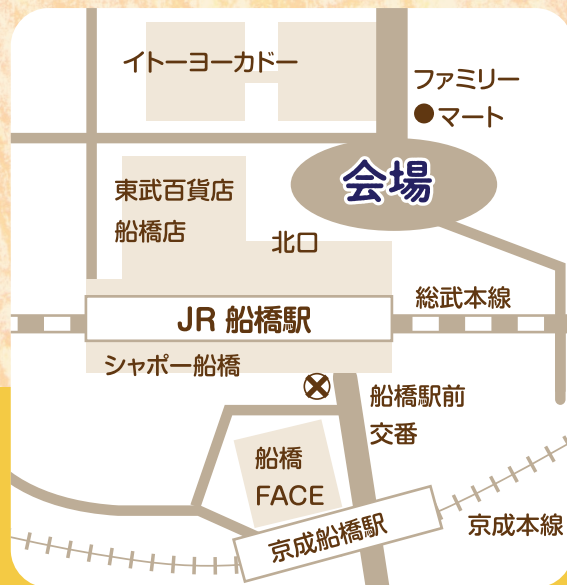 イトーヨーカドー
ファミリー
マート
会場
東武百貨店
船橋店
北口
総武本線
JR 船橋駅
シャポー船橋
船橋駅前
交番
船橋
FACE
京成船橋駅
京成本線